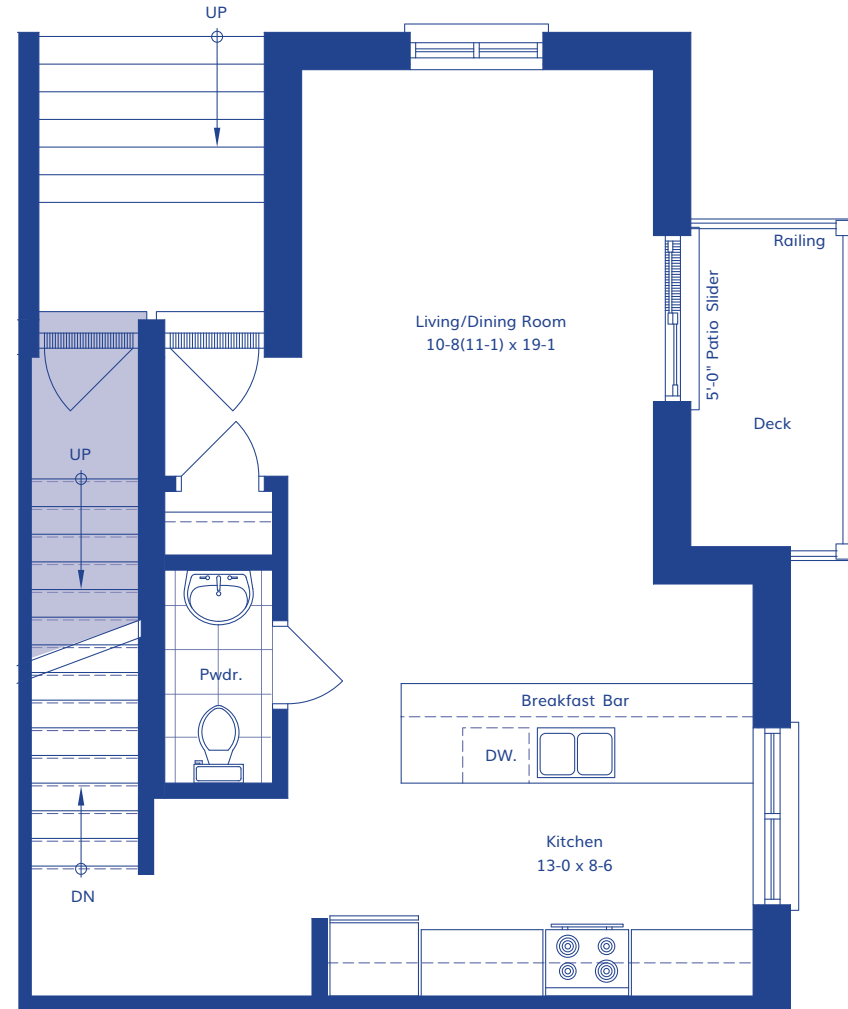 UP
Railing
Living/Dining Room
10-8(11-1) x 19-1
5'-0" Patio Slider
Deck
UP
Pwdr.
Breakfast Bar
DW.
Kitchen
13-0 x 8-6
DN